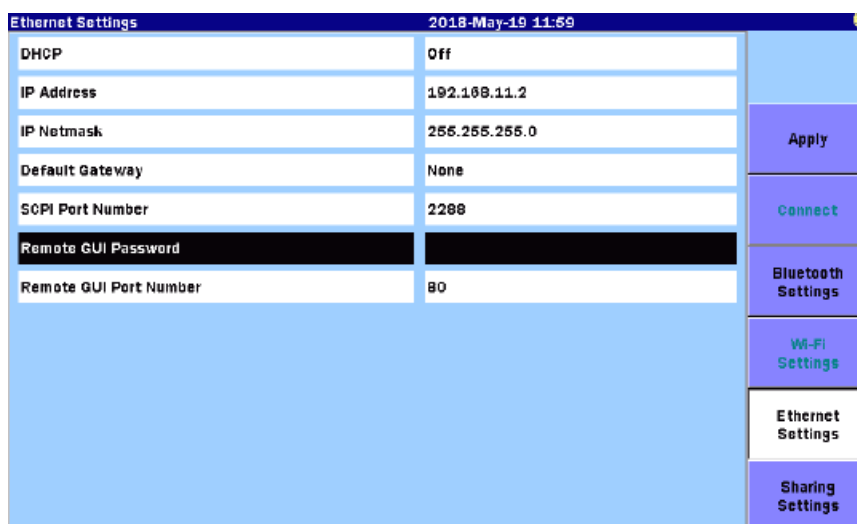 Ethernet Settings 2018-May-19 11:59
DHCP Off
IP Address 192.168.11.2
IP Netmask 255.255.255.0
Default Gateway None
SCPI Port Number 2288
Remote GUI Password
Remote GUI Port Number 80
Apply
Connect
Bluetooth
Settings
Wi-Fi
Settings
Ethernet
Settings
Sharing
Settings